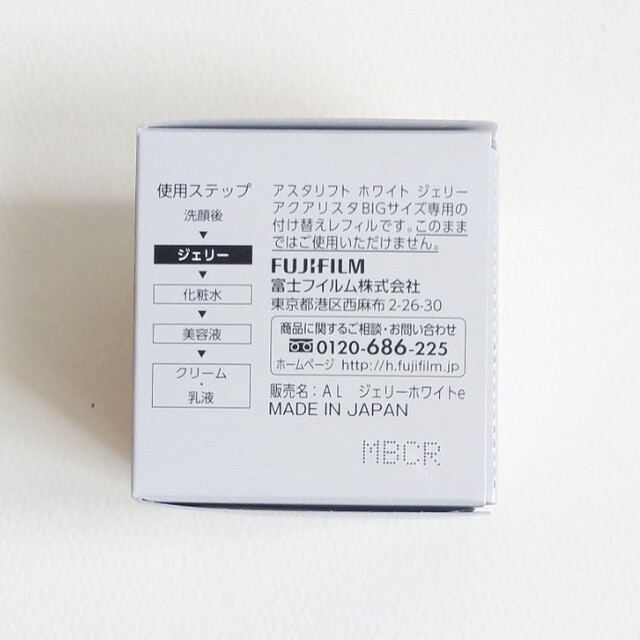 使用ステップ
洗顔後
▼
ジェリー
▼
化粧水
▼
美容液
▼
クリーム
・
乳液
アスタリフト ホワイト ジェリー
アクアリスタBIGサイズ専用の
付け替えレフィルです。このまま
ではご使用いただけません。
FUJIFILM
富士フイルム株式会社
東京都港区西麻布2-26-30
商品に関するご相談・お問い合わせ
0120-686-225
ホームページ http://h.fujifilm.jp
販売名：AL ジェリーホワイトe
MADE IN JAPAN
MBCR